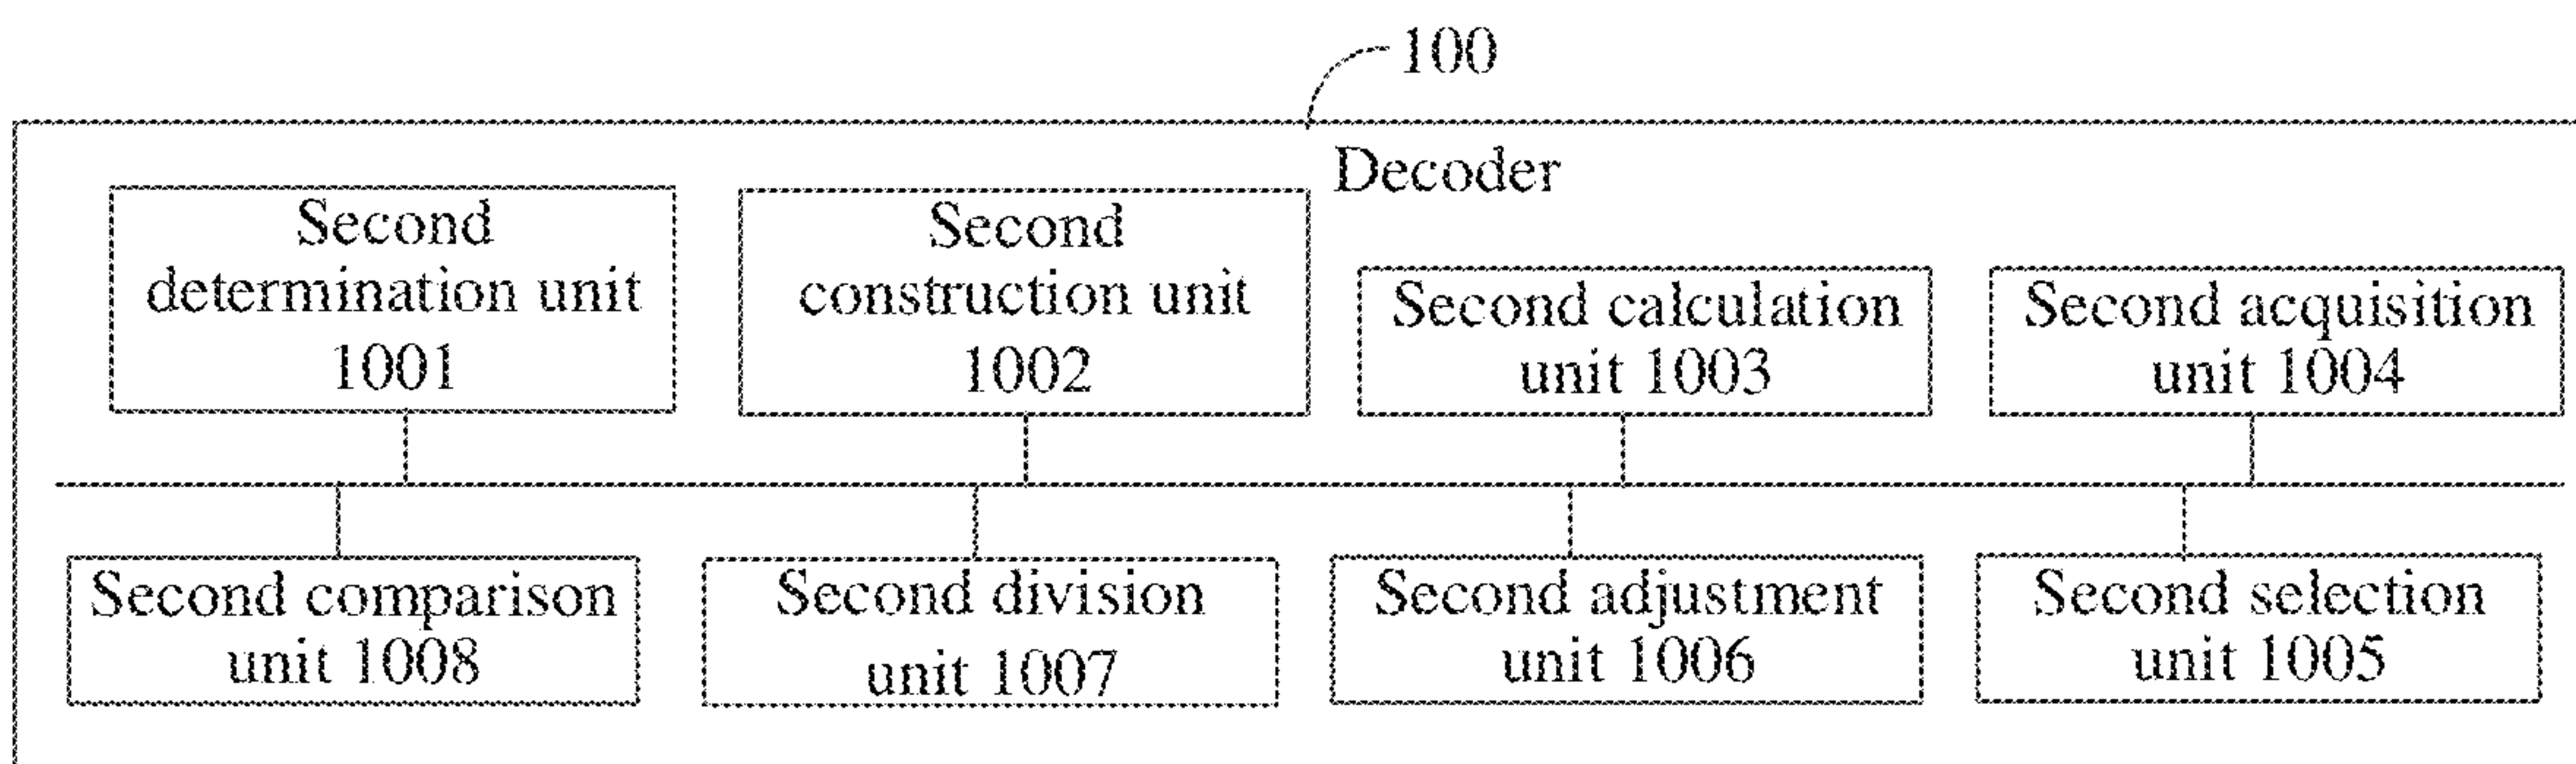 100
Decoder
Second
determination unit
1001
Second
construction unit
1002
Second calculation
unit 1003
Second acquisition
unit 1004
Second comparison
unit 1008
Second division
unit 1007
Second adjustment
unit 1006
Second selection
unit 1005